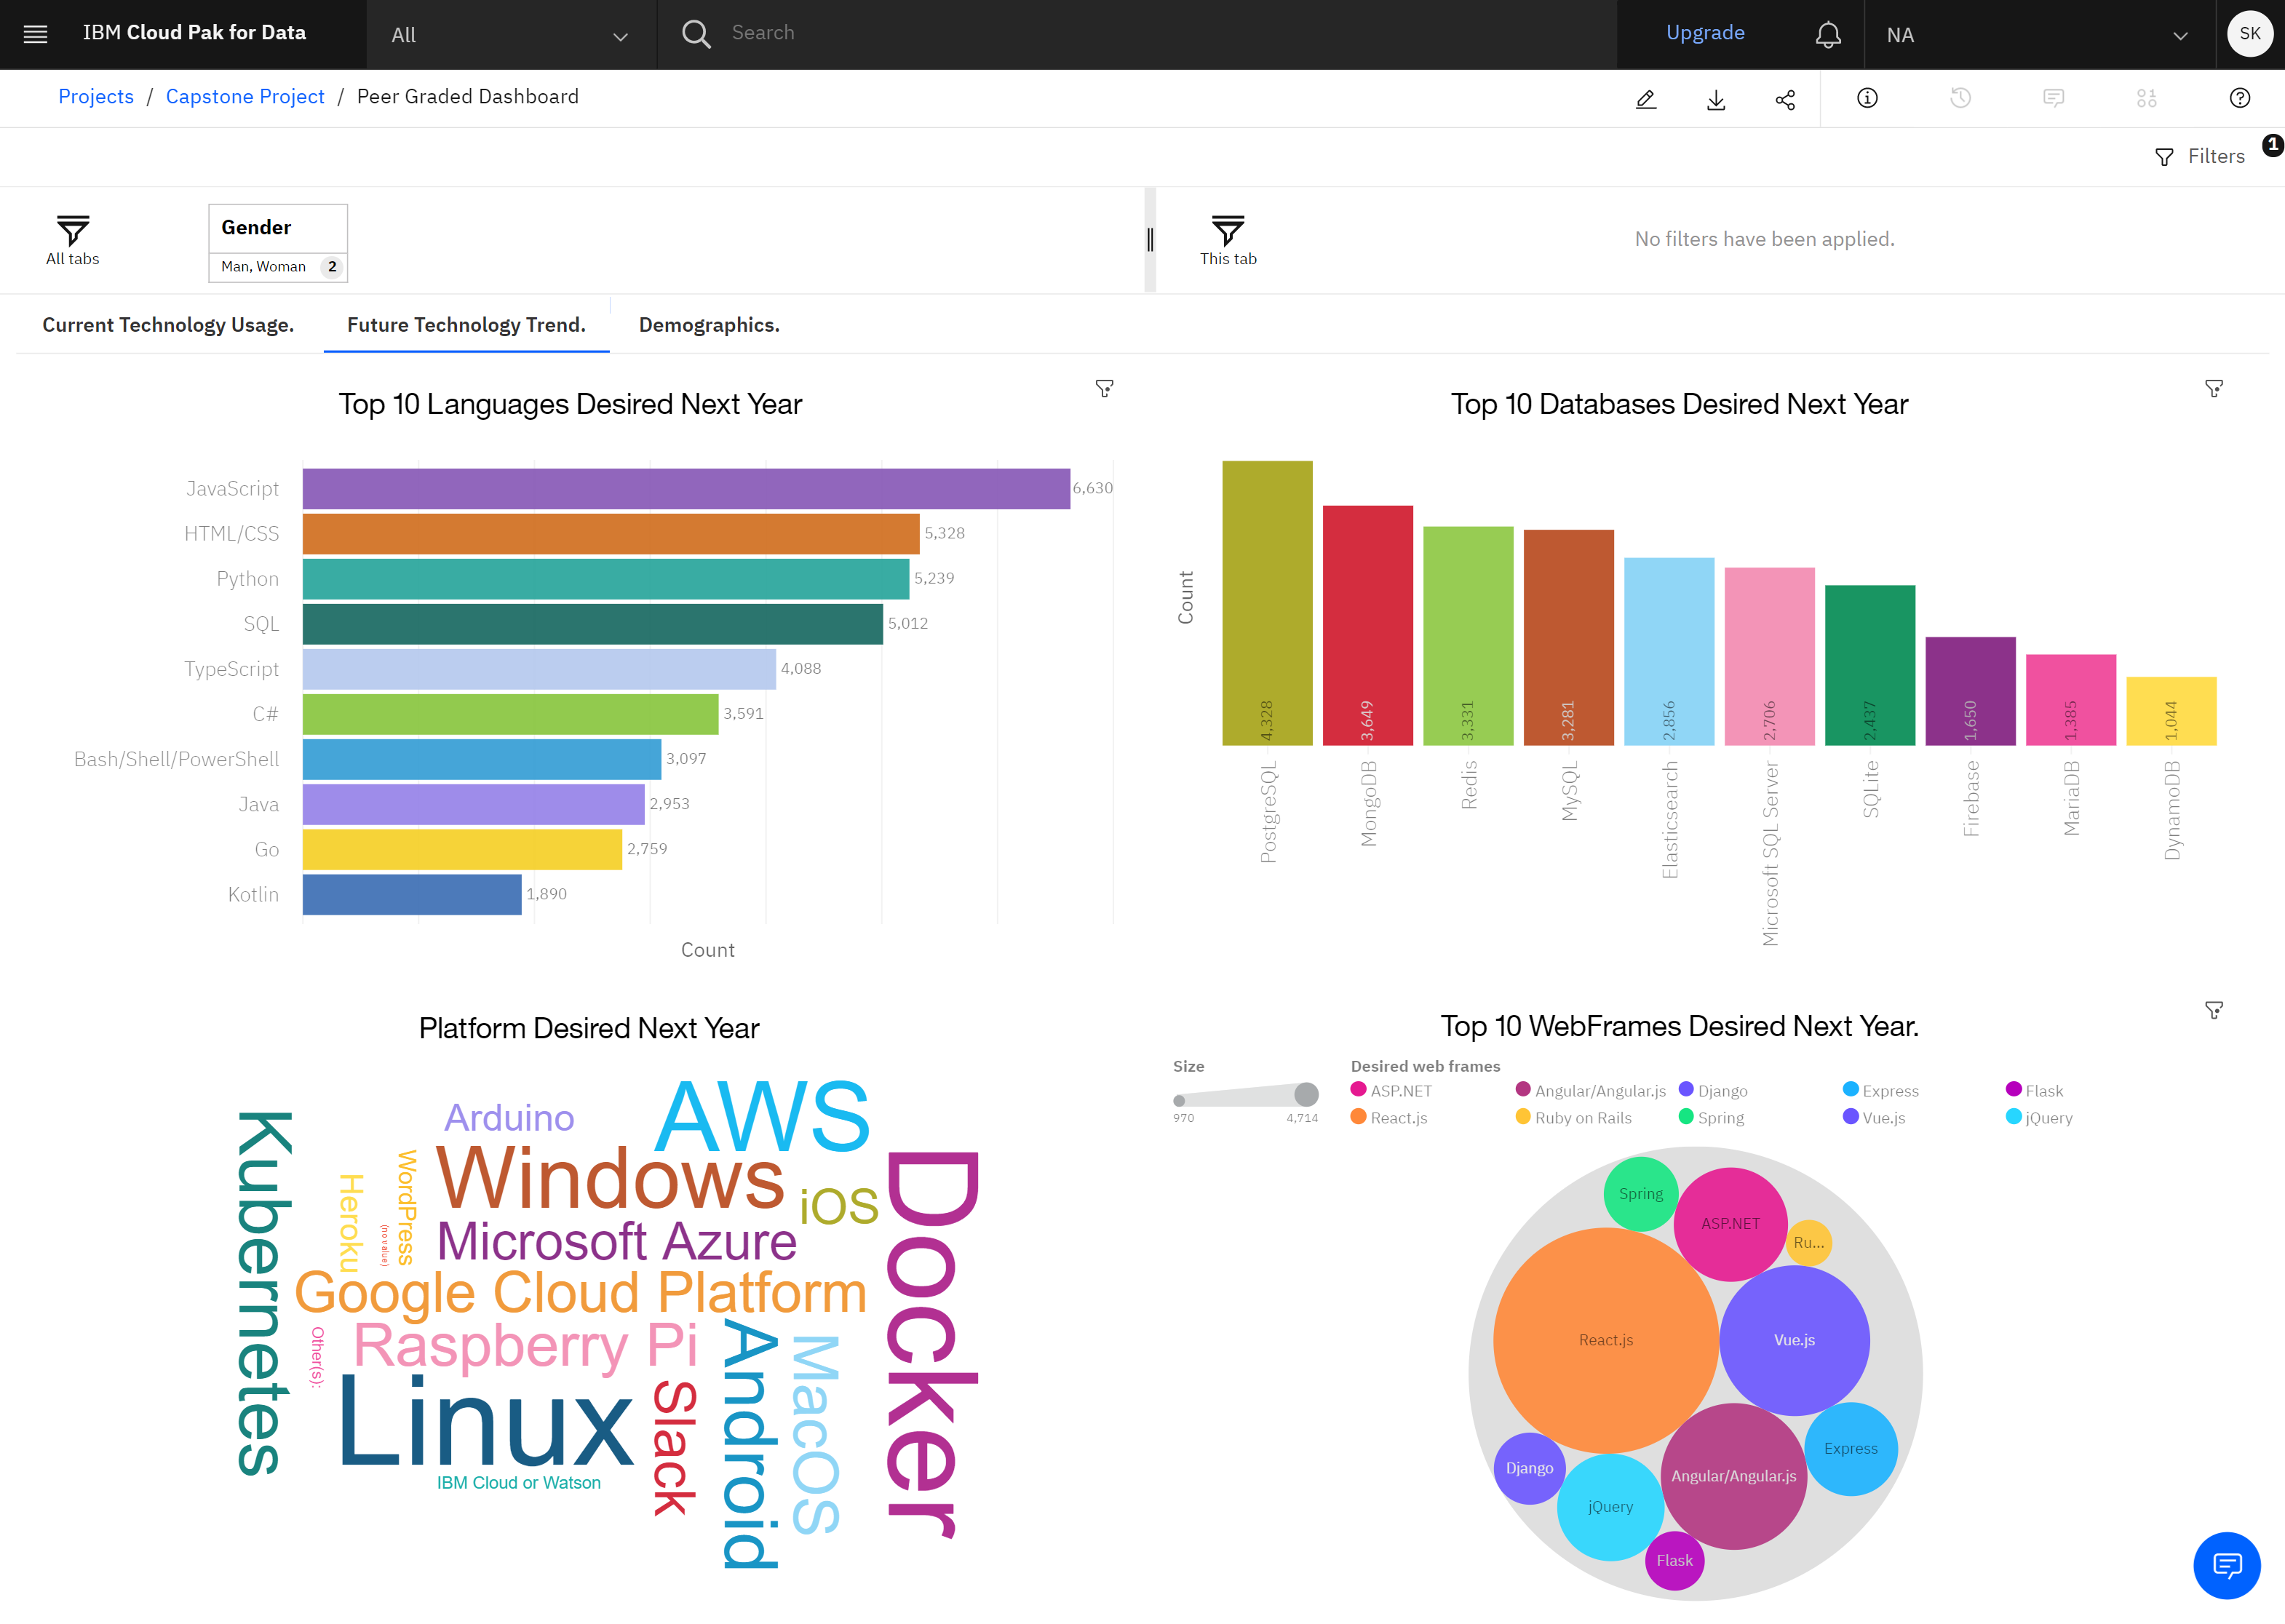 IBM Cloud Pak for Data
All
Search
Upgrade
NA
SK
Projects / Capstone Project / Peer Graded Dashboard
Filters
1
All tabs
Gender
Man, Woman 2
This tab
No filters have been applied.
Current Technology Usage.
Future Technology Trend.
Demographics.
Top 10 Languages Desired Next Year
JavaScript 6,630
HTML/CSS 5,328
Python 5,239
SQL 5,012
TypeScript 4,088
C# 3,591
Bash/Shell/PowerShell 3,097
Java 2,953
Go 2,759
Kotlin 1,890
Count
Top 10 Databases Desired Next Year
Count
4,328
3,649
3,331
3,281
2,856
2,706
2,437
1,650
1,385
1,044
PostgreSQL
MongoDB
Redis
MySQL
Elasticsearch
Microsoft SQL Server
SQLite
Firebase
MariaDB
DynamoDB
Platform Desired Next Year
AWS
Arduino
Kubernetes
Windows
WordPress
Heroku
(no value)
iOS
Docker
Microsoft Azure
Google Cloud Platform
Other(s):
Raspberry Pi
Android
MacOS
Linux
Slack
IBM Cloud or Watson
Top 10 WebFrames Desired Next Year.
Size
970 4,714
Desired web frames
ASP.NET Angular/Angular.js Django Express Flask
React.js Ruby on Rails Spring Vue.js jQuery
Spring
ASP.NET
Ru...
React.js
Vue.js
Express
Django
Angular/Angular.js
jQuery
Flask